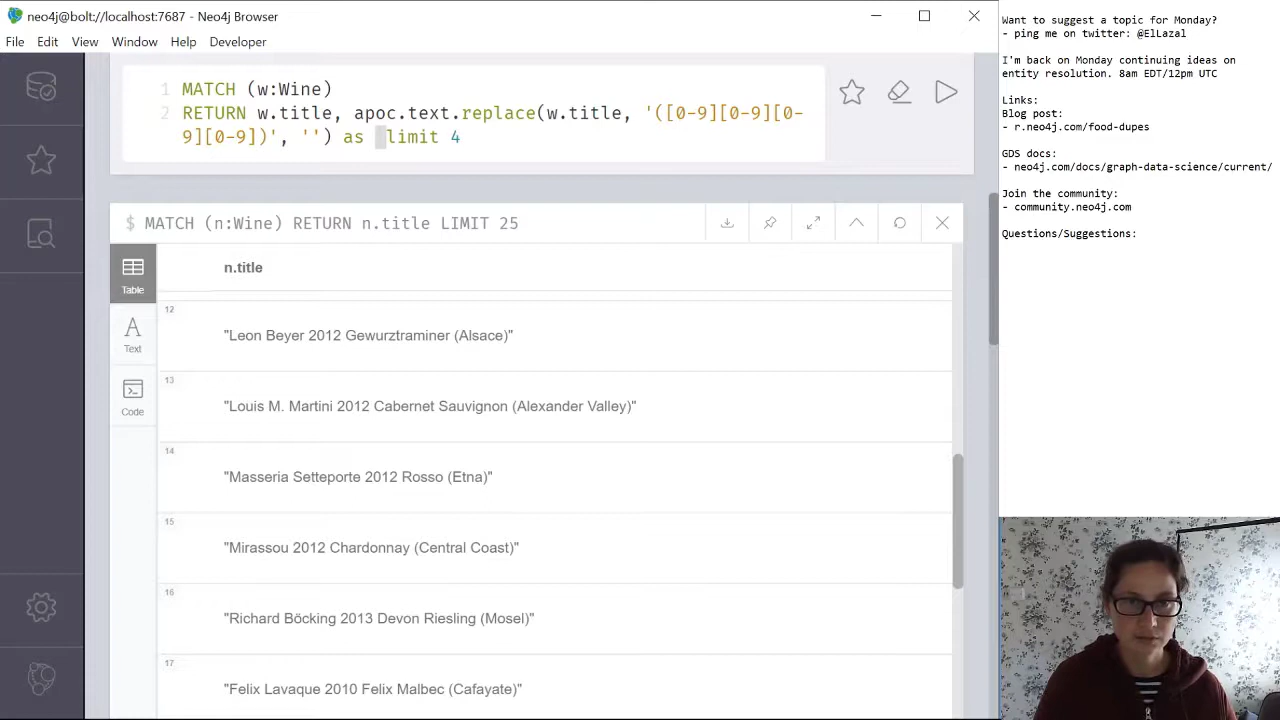 neo4j@bolt://localhost:7687 - Neo4j Browser
File Edit View Window Help Developer
1 MATCH (w:Wine)
2 RETURN w.title, apoc.text.replace(w.title, '([0-9][0-9][0-
9][0-9])', '') as limit 4
$ MATCH (n:Wine) RETURN n.title LIMIT 25
Table
n.title
12
"Leon Beyer 2012 Gewurztraminer (Alsace)"
Text
13
"Louis M. Martini 2012 Cabernet Sauvignon (Alexander Valley)"
Code
14
"Masseria Setteporte 2012 Rosso (Etna)"
15
"Mirassou 2012 Chardonnay (Central Coast)"
16
"Richard Böcking 2013 Devon Riesling (Mosel)"
17
"Felix Lavaque 2010 Felix Malbec (Cafayate)"
Want to suggest a topic for Monday?
- ping me on twitter: @ElLazal
I'm back on Monday continuing ideas on
entity resolution. 8am EDT/12pm UTC
Links:
Blog post:
- r.neo4j.com/food-dupes
GDS docs:
- neo4j.com/docs/graph-data-science/current/
Join the community:
- community.neo4j.com
Questions/Suggestions: